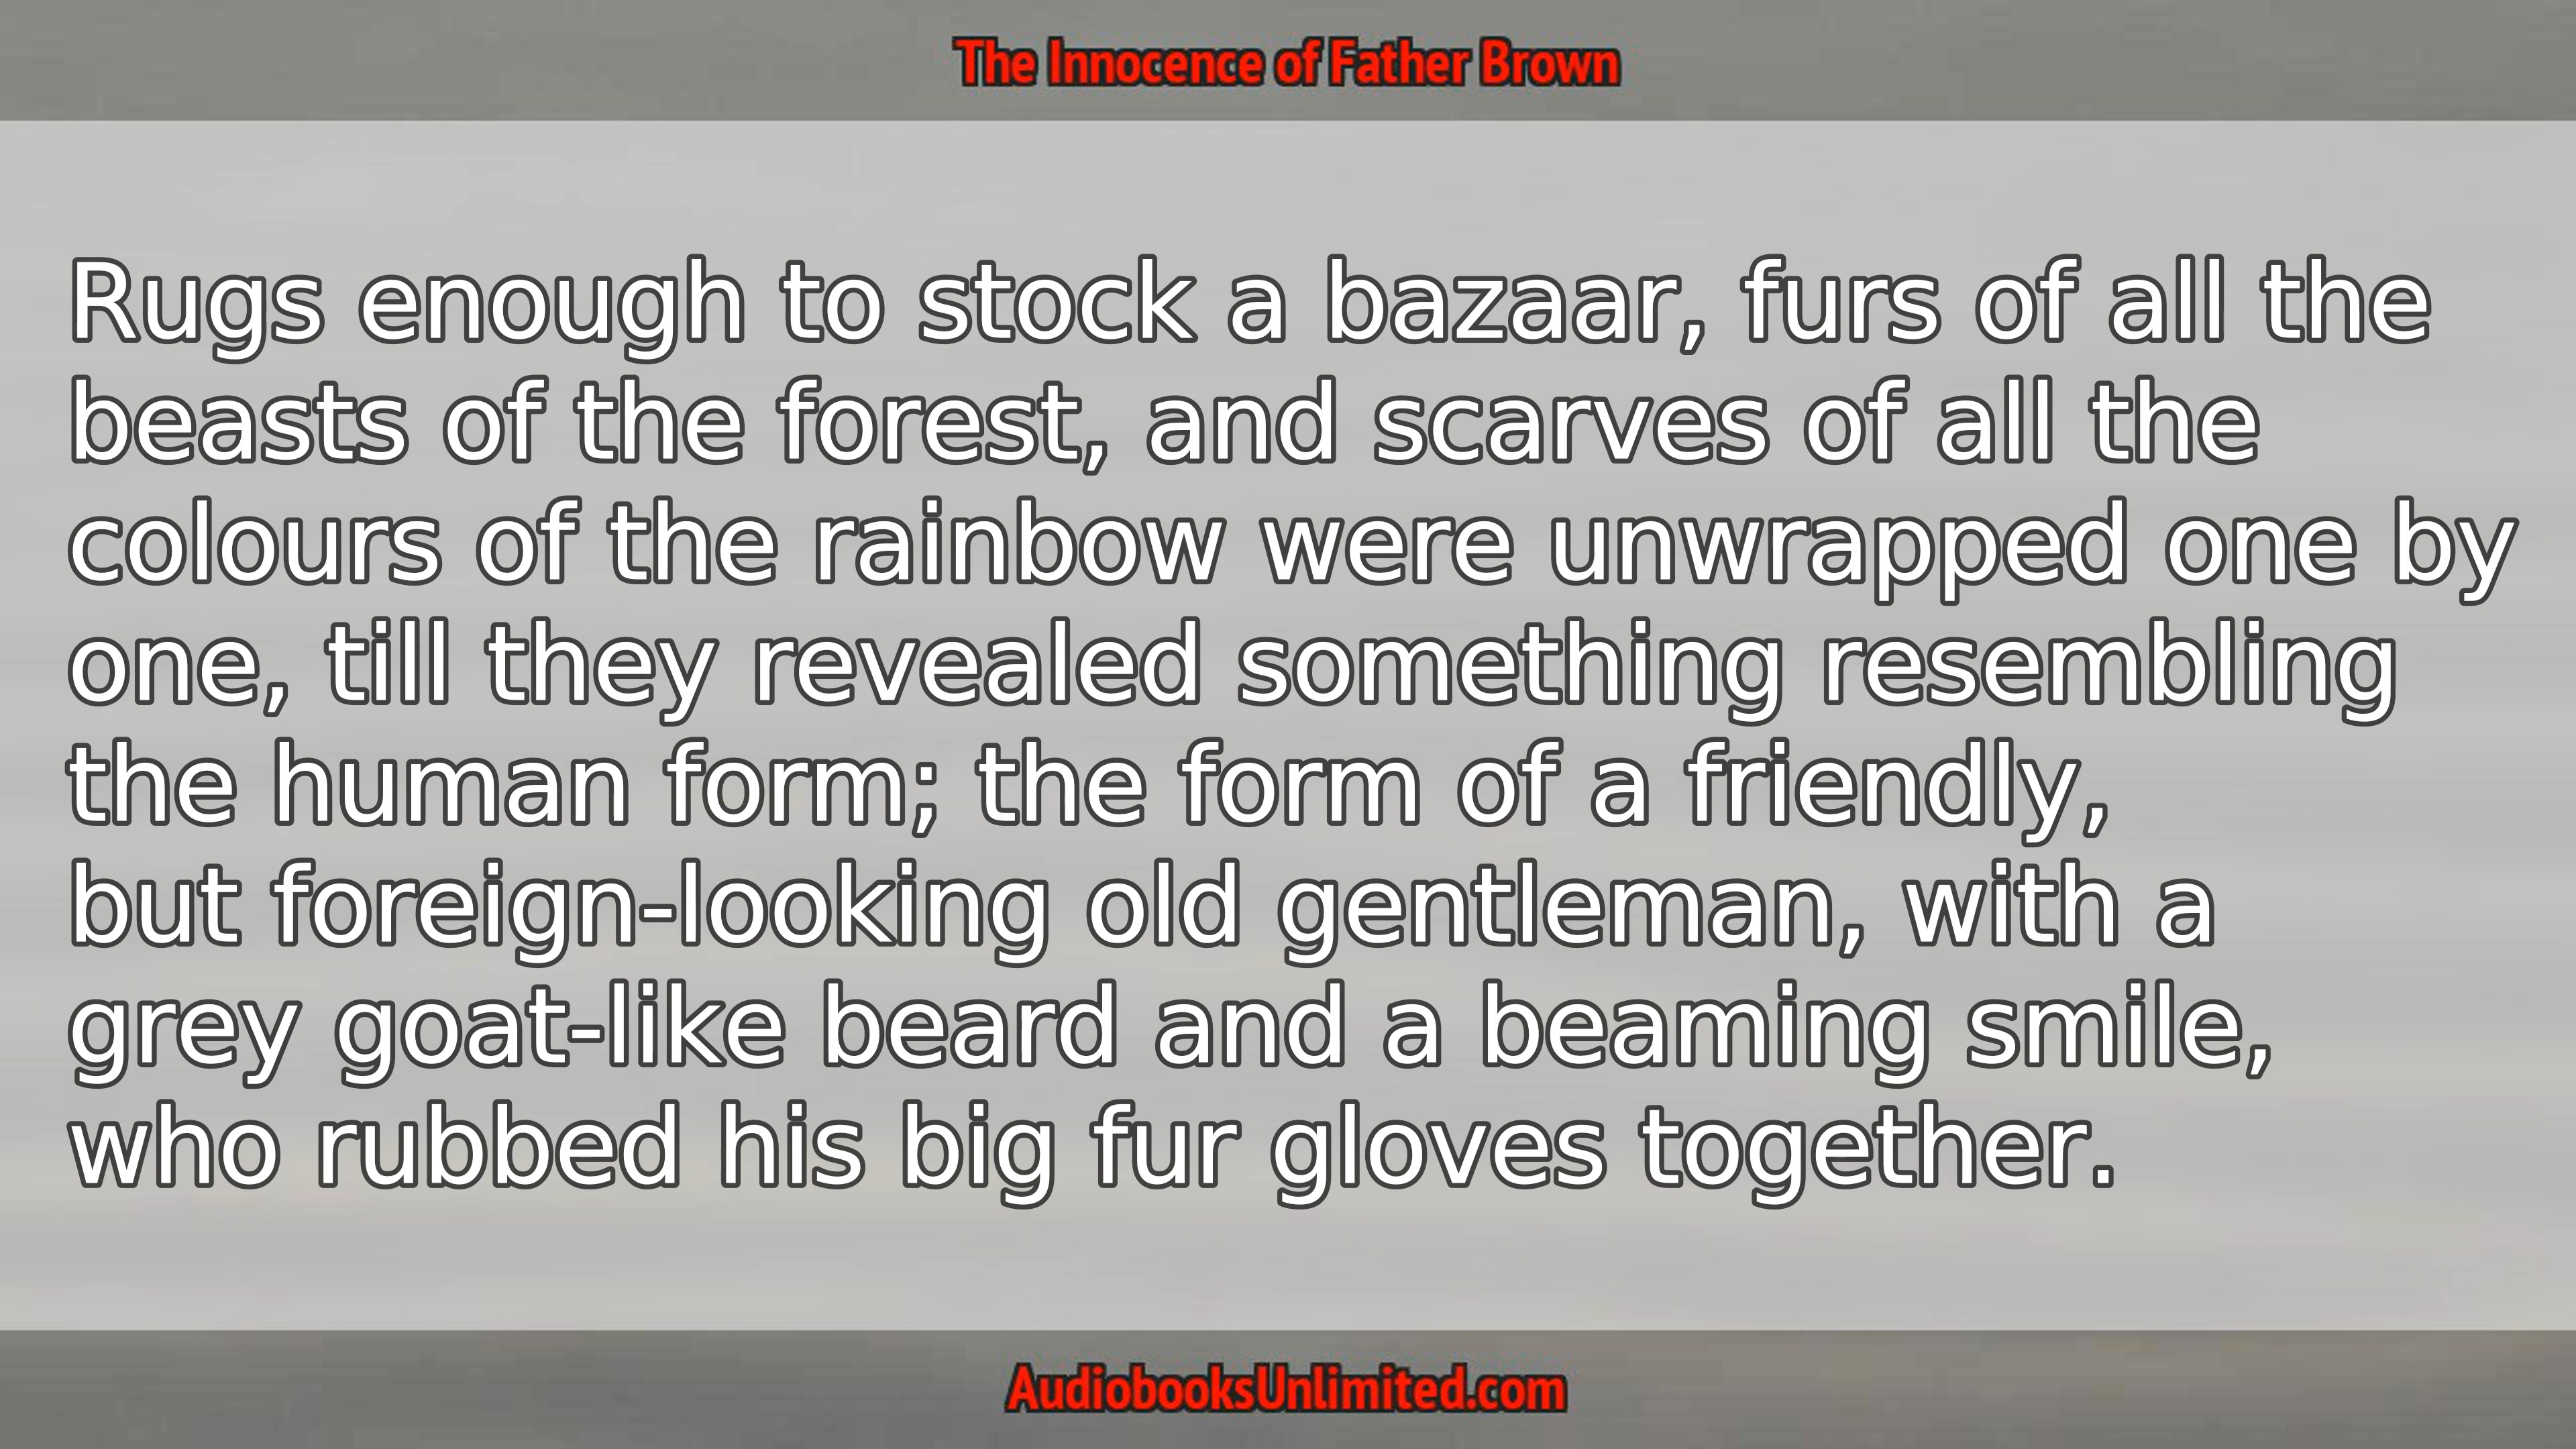 The Innocence of Father Brown
Rugs enough to stock a bazaar, furs of all the
beasts of the forest, and scarves of all the
colours of the rainbow were unwrapped one by
one, till they revealed something resembling
the human form; the form of a friendly,
but foreign-looking old gentleman, with a
grey goat-like beard and a beaming smile,
who rubbed his big fur gloves together.
AudiobooksUnlimited.com